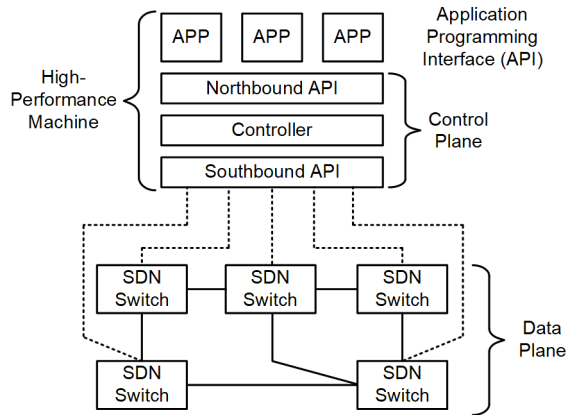 APP
APP
APP
Application
Programming
Interface (API)
High-
Performance
Machine
Northbound API
Controller
Southbound API
Control
Plane
SDN
Switch
SDN
Switch
SDN
Switch
Data
Plane
SDN
Switch
SDN
Switch